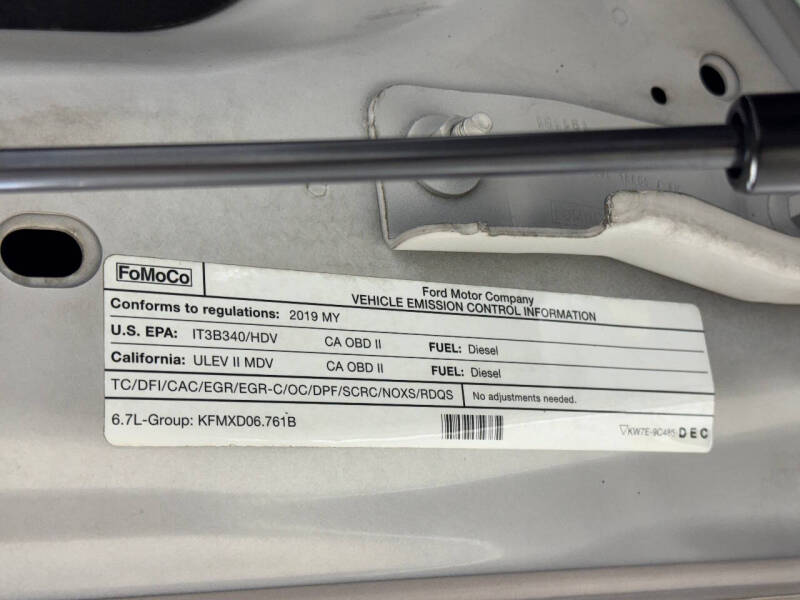 FoMoCo
Ford Motor Company
VEHICLE EMISSION CONTROL INFORMATION
Conforms to regulations: 2019 MY
U.S. EPA: IT3B340/HDV CA OBD II FUEL: Diesel
California: ULEV II MDV CA OBD II FUEL: Diesel
TC/DFI/CAC/EGR/EGR-C/OC/DPF/SCRC/NOXS/RDQS No adjustments needed.
6.7L-Group: KFMXD06.761B
KW7E-9C485- DEC